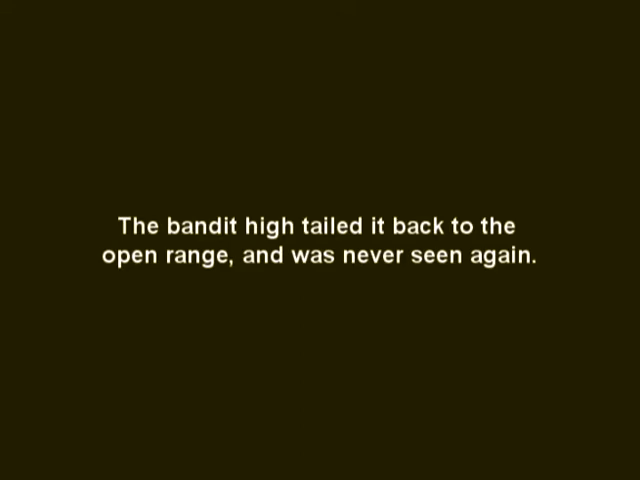 The bandit high tailed it back to the
open range, and was never seen again.